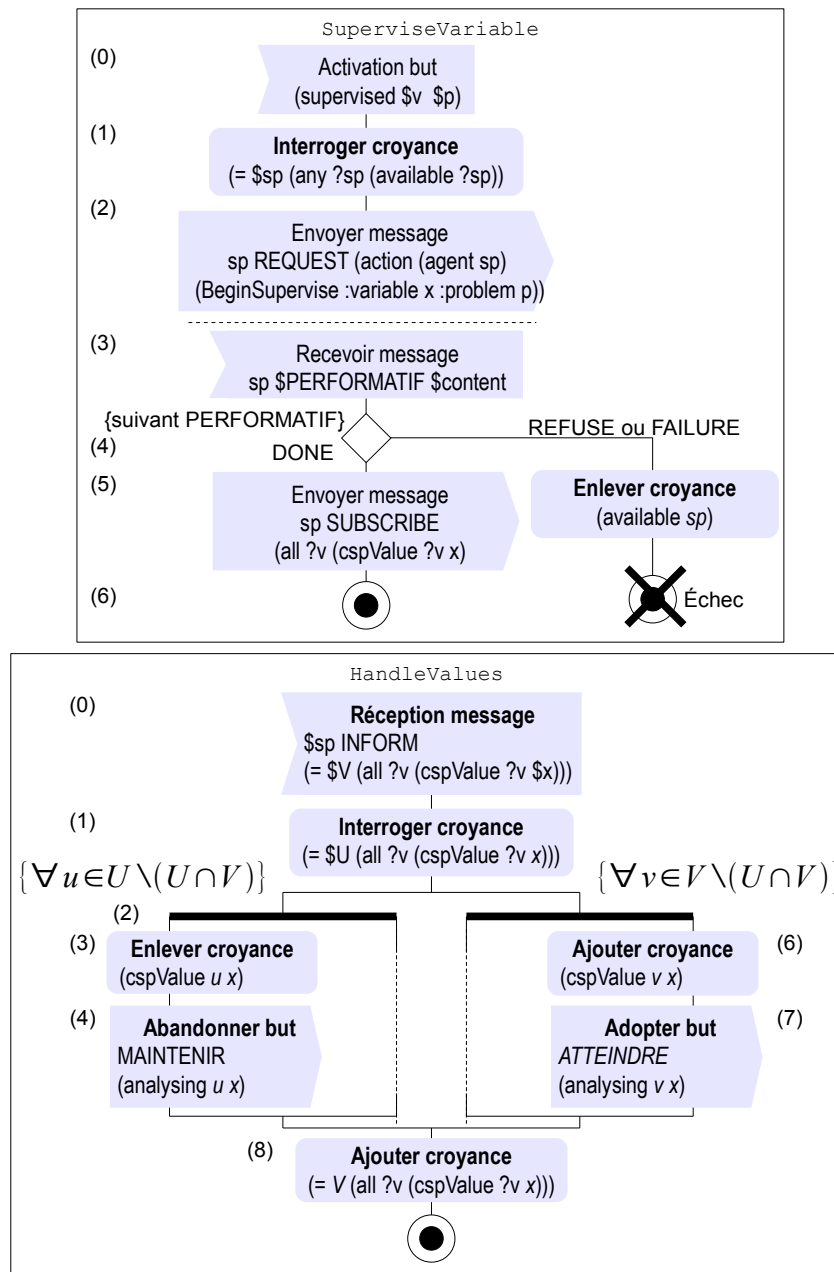 SuperviseVariable
(0)
Activation but
(supervised $v $p)
(1)
Interroger croyance
(= $sp (any ?sp (available ?sp))
(2)
Envoyer message
sp REQUEST (action (agent sp)
(BeginSupervise :variable x :problem p))
(3)
Recevoir message
sp $PERFORMATIF $content
{suivant PERFORMATIF}
REFUSE ou FAILURE
(4)
DONE
(5)
Envoyer message
sp SUBSCRIBE
(all ?v (cspValue ?v x)
Enlever croyance
(available sp)
(6)
Échec
HandleValues
(0)
Réception message
$sp INFORM
(= $V (all ?v (cspValue ?v $x)))
(1)
Interroger croyance
(= $U (all ?v (cspValue ?v x)))
{∀u∈U∖(U∩V)}
{∀v∈V∖(U∩V)}
(2)
(3)
Enlever croyance
(cspValue u x)
Ajouter croyance
(cspValue v x)
(6)
(4)
Abandonner but
MAINTENIR
(analysing u x)
Adopter but
ATTEINDRE
(analysing v x)
(7)
(8)
Ajouter croyance
(= V (all ?v (cspValue ?v x)))